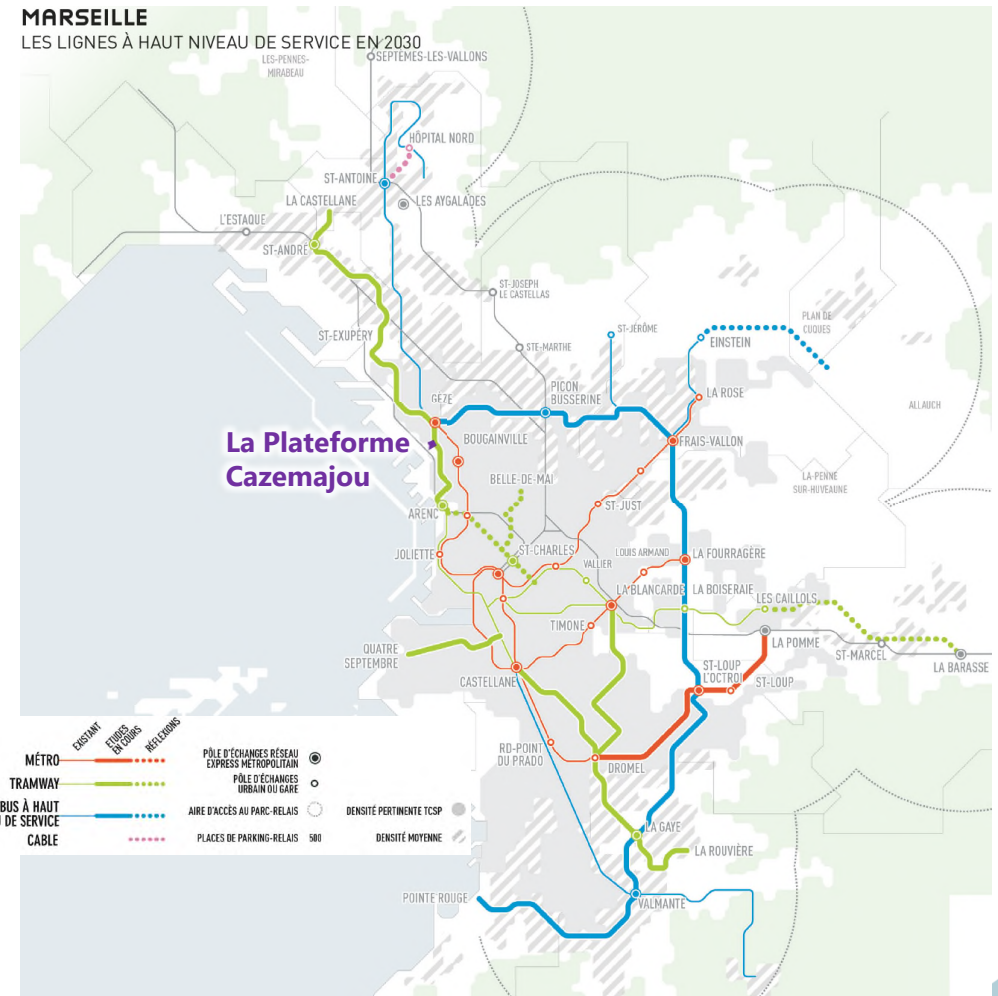 MARSEILLE
LES LIGNES À HAUT NIVEAU DE SERVICE EN 2030
LES-PENNES-
MIRABEAU
SEPTÈMES-LES-VALLONS
HÔPITAL NORD
ST-ANTOINE
LA CASTELLANE
LES AYGALADES
L'ESTAQUE
ST-ANDRÉ
ST-JOSEPH
LE CASTELLAS
ST-EXUPÉRY
STE-MARTHE
ST-JÉRÔME
PLAN DE
CUQUES
EINSTEIN
PICON
BUSSERINE
LA ROSE
GÈZE
ALLAUCH
BOUGAINVILLE
FRAIS-VALLON
La Plateforme
Cazemajou
BELLE-DE-MAI
LA-PENNE
SUR-HUVEAUNE
ARENC
ST-JUST
JOLIETTE
ST-CHARLES
LOUIS ARMAND
LA FOURRAGÈRE
VALLIER
LA BLANCARDE
LA BOISERAIE
LES CAILLOLS
TIMONE
QUATRE
SEPTEMBRE
LA POMME
ST-MARCEL
LA BARASSE
CASTELLANE
ST-LOUP
L'OCTROI
ST-LOUP
RD-POINT
DU PRADO
DROMEL
LA GAYE
LA ROUVIÈRE
POINTE ROUGE
VALMANTE
EXISTANT
ETUDES
EN COURS
RÉFLEXIONS
MÉTRO
TRAMWAY
BUS À HAUT
U DE SERVICE
CABLE
PÔLE D'ÉCHANGES RÉSEAU
EXPRESS MÉTROPOLITAIN
PÔLE D'ÉCHANGES
URBAIN OU GARE
AIRE D'ACCÈS AU PARC-RELAIS
PLACES DE PARKING-RELAIS 500
DENSITÉ PERTINENTE TCSP
DENSITÉ MOYENNE